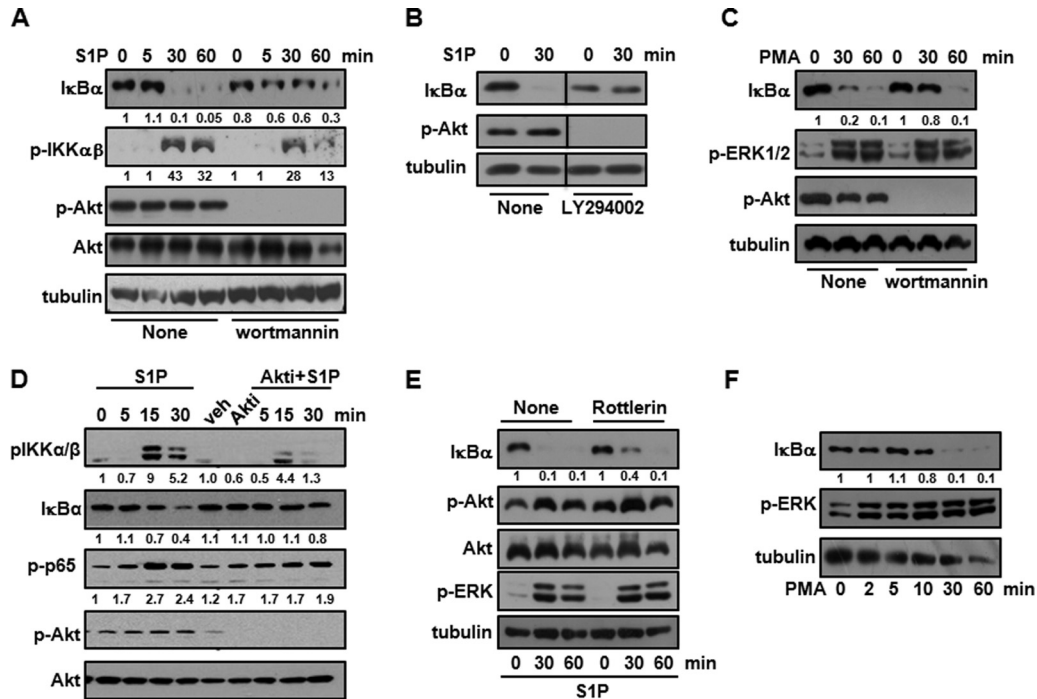 A
S1P 0 5 30 60 0 5 30 60 min
IκBα
1 1.1 0.1 0.05 0.8 0.6 0.6 0.3
p-IKKαβ
1 1 43 32 1 1 28 13
p-Akt
Akt
tubulin
None wortmannin
B
S1P 0 30 0 30 min
IκBα
p-Akt
tubulin
None LY294002
C
PMA 0 30 60 0 30 60 min
IκBα
1 0.2 0.1 1 0.8 0.1
p-ERK1/2
p-Akt
tubulin
None wortmannin
D
S1P Akti+S1P
0 5 15 30 veh Akti 5 15 30 min
pIKKα/β
1 0.7 9 5.2 1.0 0.6 0.5 4.4 1.3
IκBα
1 1.1 0.7 0.4 1.1 1.1 1.0 1.1 0.8
p-p65
1 1.7 2.7 2.4 1.2 1.7 1.7 1.7 1.9
p-Akt
Akt
E
None Rottlerin
IκBα
1 0.1 0.1 1 0.4 0.1
p-Akt
Akt
p-ERK
tubulin
0 30 60 0 30 60 min
S1P
F
IκBα
1 1 1.1 0.8 0.1 0.1
p-ERK
tubulin
PMA 0 2 5 10 30 60 min